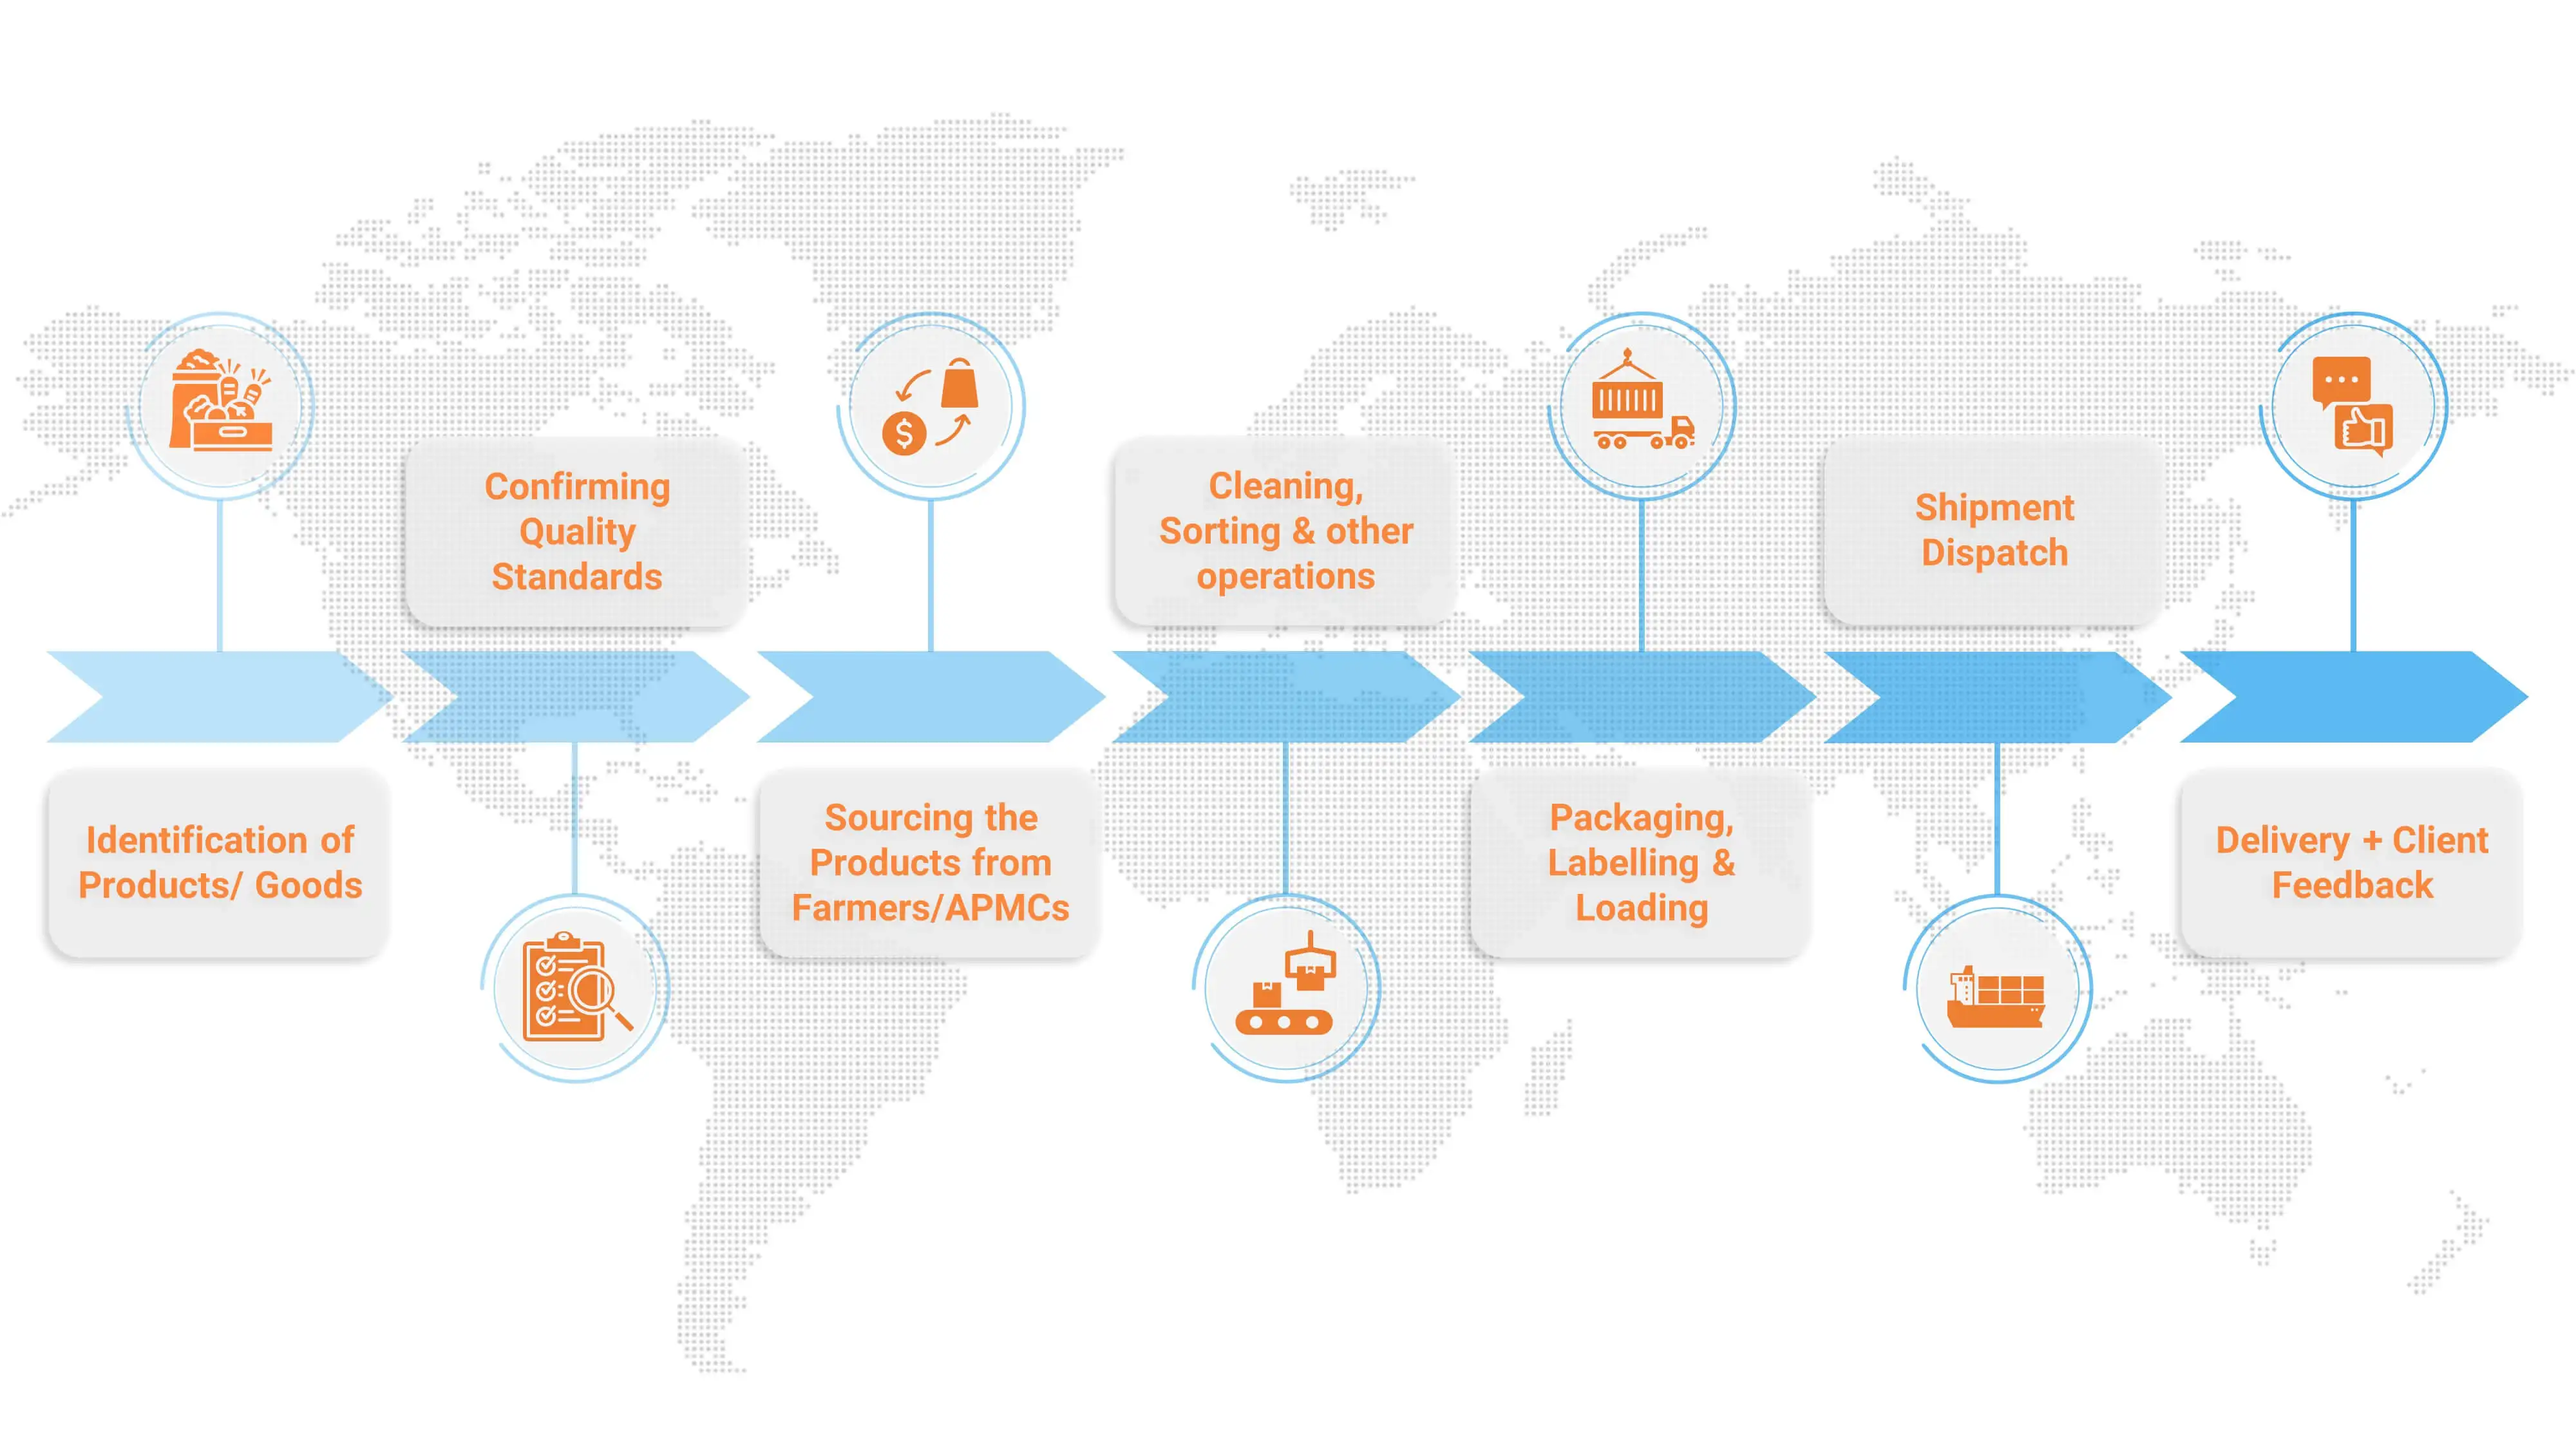 Identification of
Products/ Goods
Confirming
Quality
Standards
Sourcing the
Products from
Farmers/APMCs
Cleaning,
Sorting & other
operations
Packaging,
Labelling &
Loading
Shipment
Dispatch
Delivery + Client
Feedback